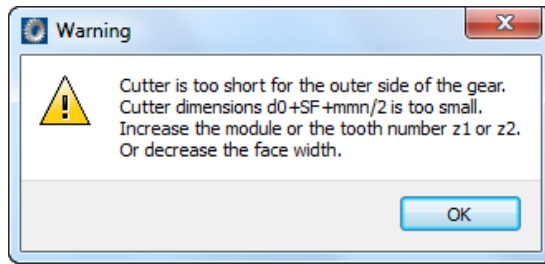 Warning
Cutter is too short for the outer side of the gear.
Cutter dimensions d0+SF+mmn/2 is too small.
Increase the module or the tooth number z1 or z2.
Or decrease the face width.
OK